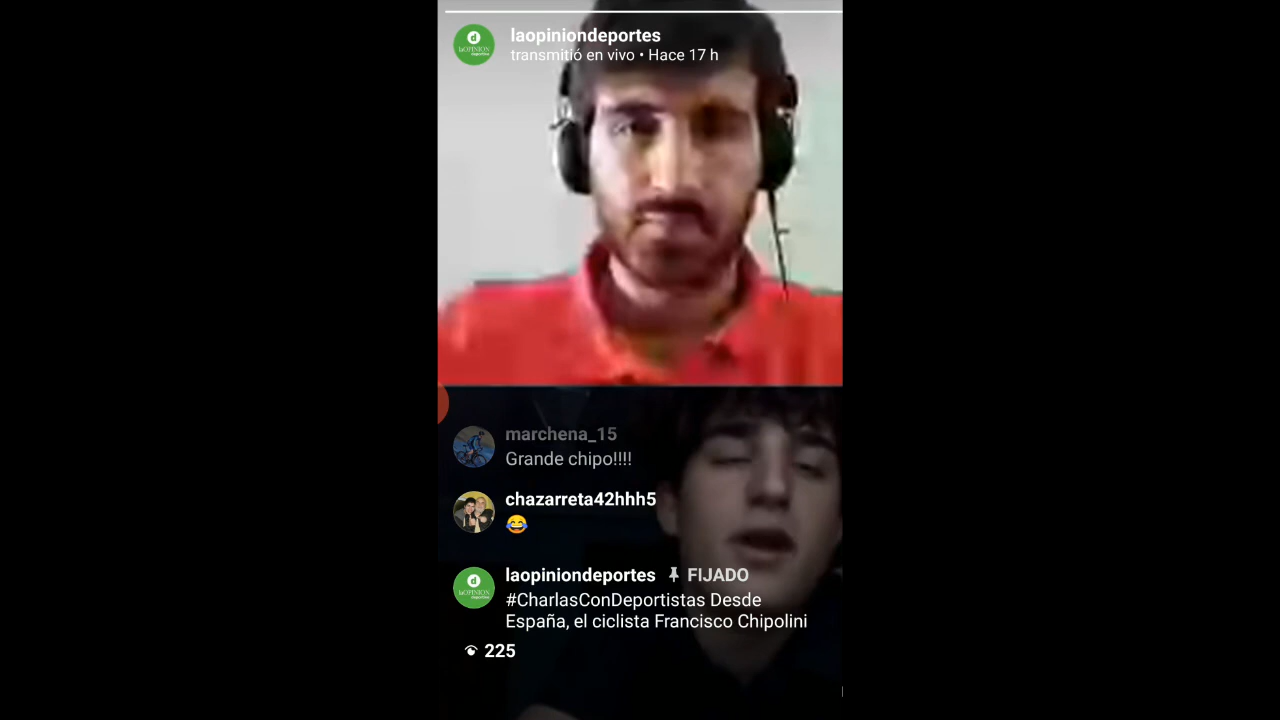 laopiniondeportes
transmitió en vivo • Hace 17 h
marchena_15
Grande chipo!!!!
chazarreta42hhh5
😂
laopiniondeportes FIJADO
#CharlasConDeportistas Desde
España, el ciclista Francisco Chipolini
225